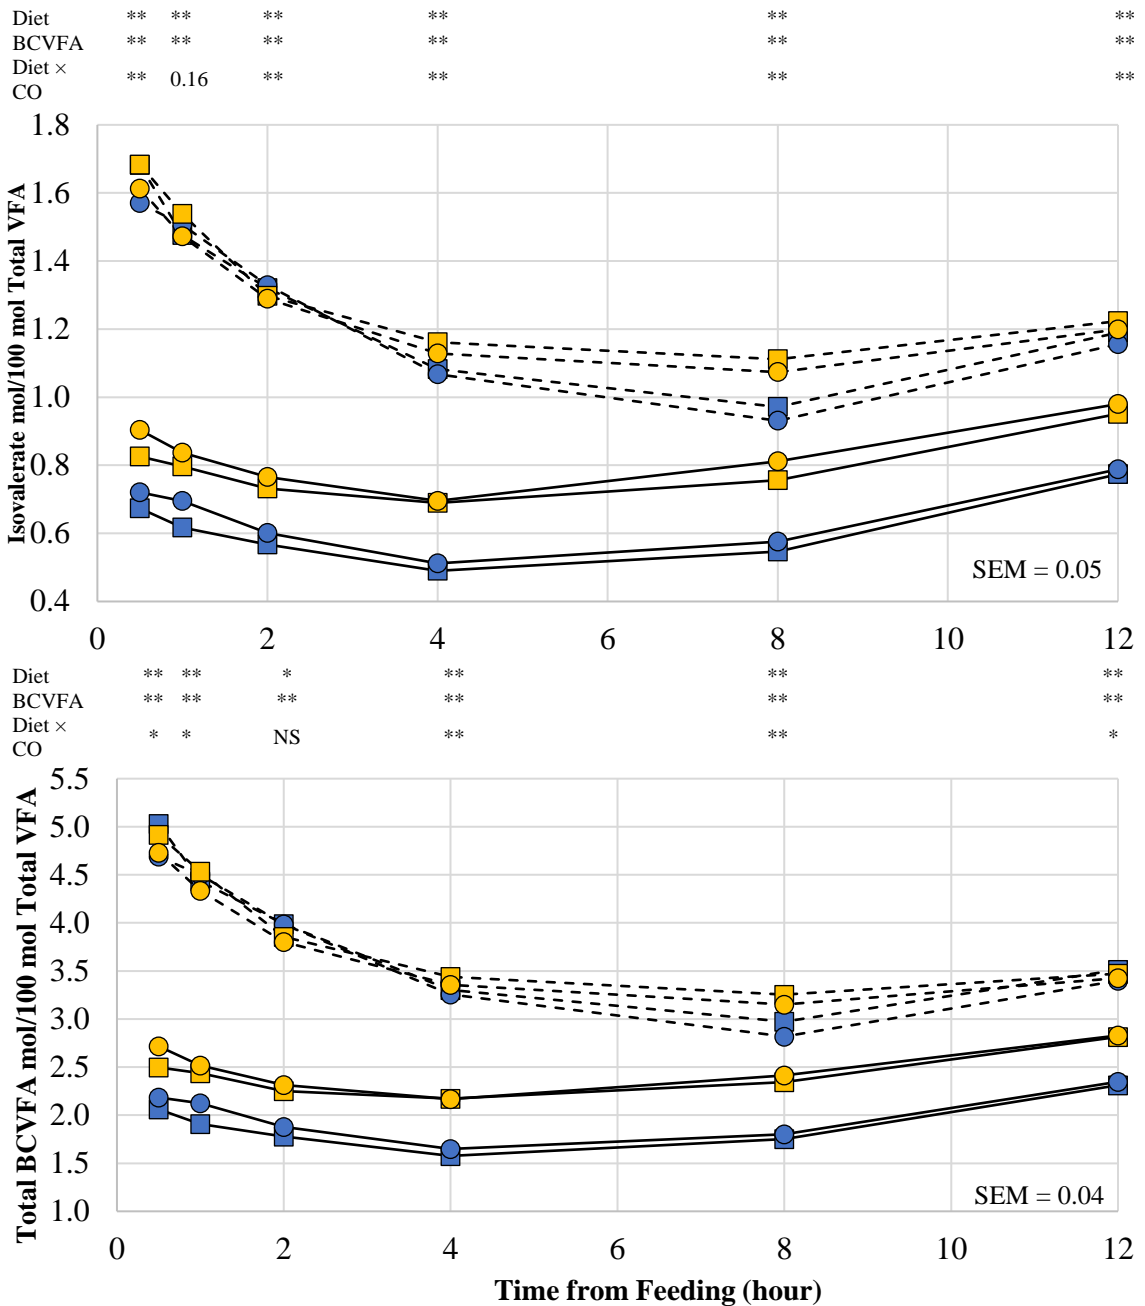 Diet ** ** ** ** ** **
BCVFA ** ** ** ** ** **
Diet ×
CO ** 0.16 ** ** ** **
Isovalerate mol/100 mol Total VFA
1.8
1.6
1.4
1.2
1.0
0.8
0.6
0.4
SEM = 0.05
0 2 4 6 8 10 12
Diet ** ** * ** ** **
BCVFA ** ** ** ** ** **
Diet ×
CO * * NS ** ** *
Total BCVFA mol/100 mol Total VFA
5.5
5.0
4.5
4.0
3.5
3.0
2.5
2.0
1.5
1.0
SEM = 0.04
0 2 4 6 8 10 12
Time from Feeding (hour)